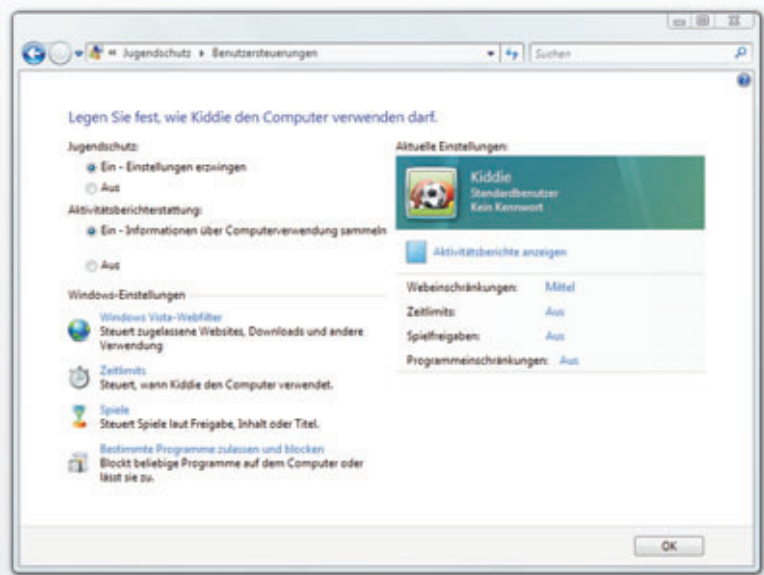 « Jugendschutz ▸ Benutzersteuerungen
Suchen
Legen Sie fest, wie Kiddie den Computer verwenden darf.
Jugendschutz:
Ein - Einstellungen erzwingen
Aus
Aktivitätsberichterstattung:
Ein - Informationen über Computerverwendung sammeln
Aus
Windows-Einstellungen
Windows Vista-Webfilter
Steuert zugelassene Websites, Downloads und andere
Verwendung
Zeitlimits
Steuert, wann Kiddie den Computer verwendet.
Spiele
Steuert Spiele laut Freigabe, Inhalt oder Titel.
Bestimmte Programme zulassen und blocken
Blockt beliebige Programme auf dem Computer oder
lässt sie zu.
Aktuelle Einstellungen:
Kiddie
Standardbenutzer
Kein Kennwort
Aktivitätsberichte anzeigen
Webeinschränkungen: Mittel
Zeitlimits: Aus
Spielfreigaben: Aus
Programmeinschränkungen: Aus
OK